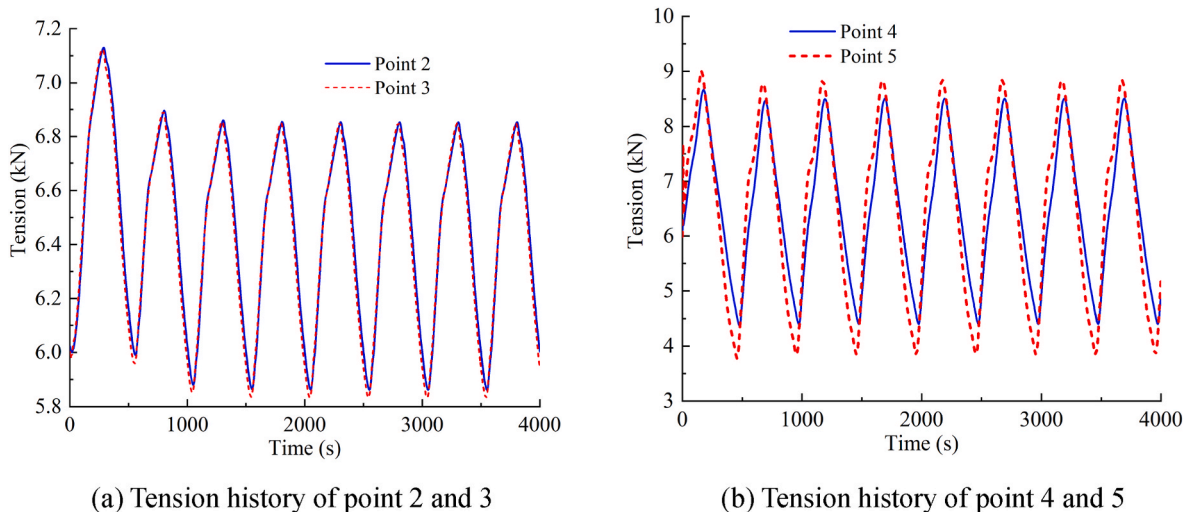 7.2
7.0
6.8
6.6
6.4
6.2
6.0
5.8
Tension (kN)
Point 2
Point 3
0 1000 2000 3000 4000
Time (s)
(a) Tension history of point 2 and 3
10
9
8
7
6
5
4
3
Tension (kN)
Point 4
Point 5
0 1000 2000 3000 4000
Time (s)
(b) Tension history of point 4 and 5